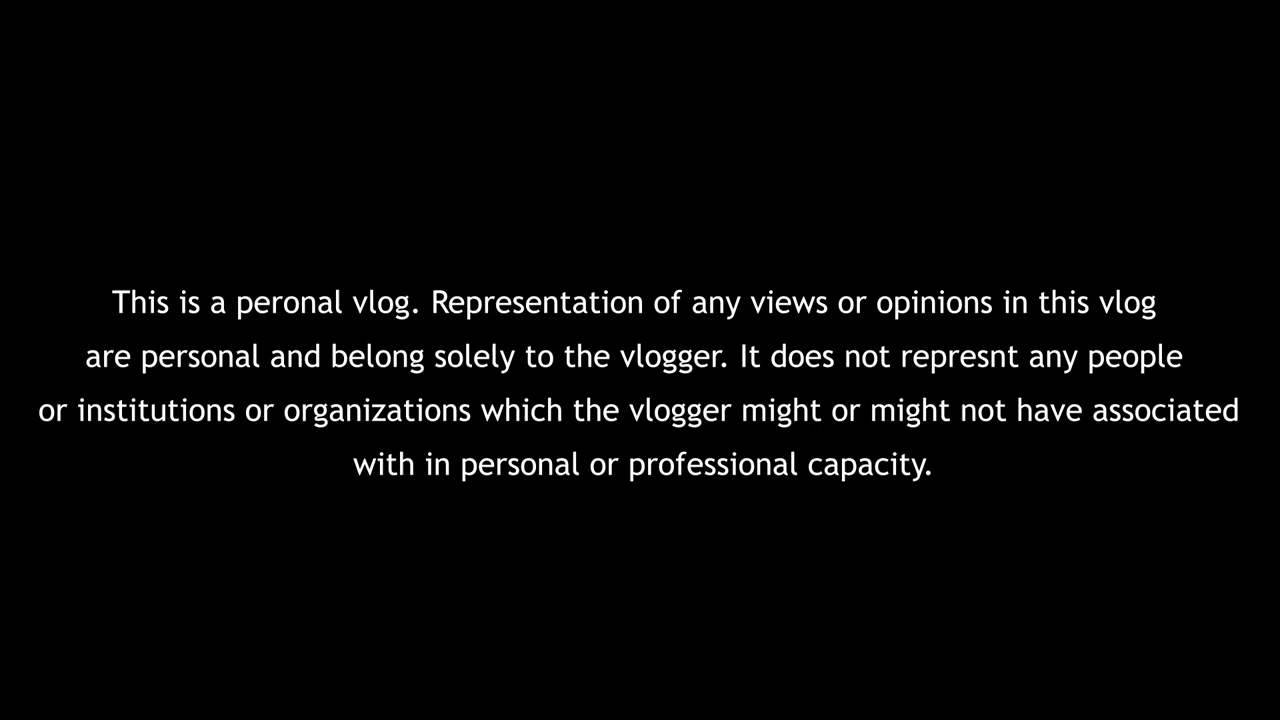 This is a peronal vlog. Representation of any views or opinions in this vlog
are personal and belong solely to the vlogger. It does not represnt any people
or institutions or organizations which the vlogger might or might not have associated
with in personal or professional capacity.